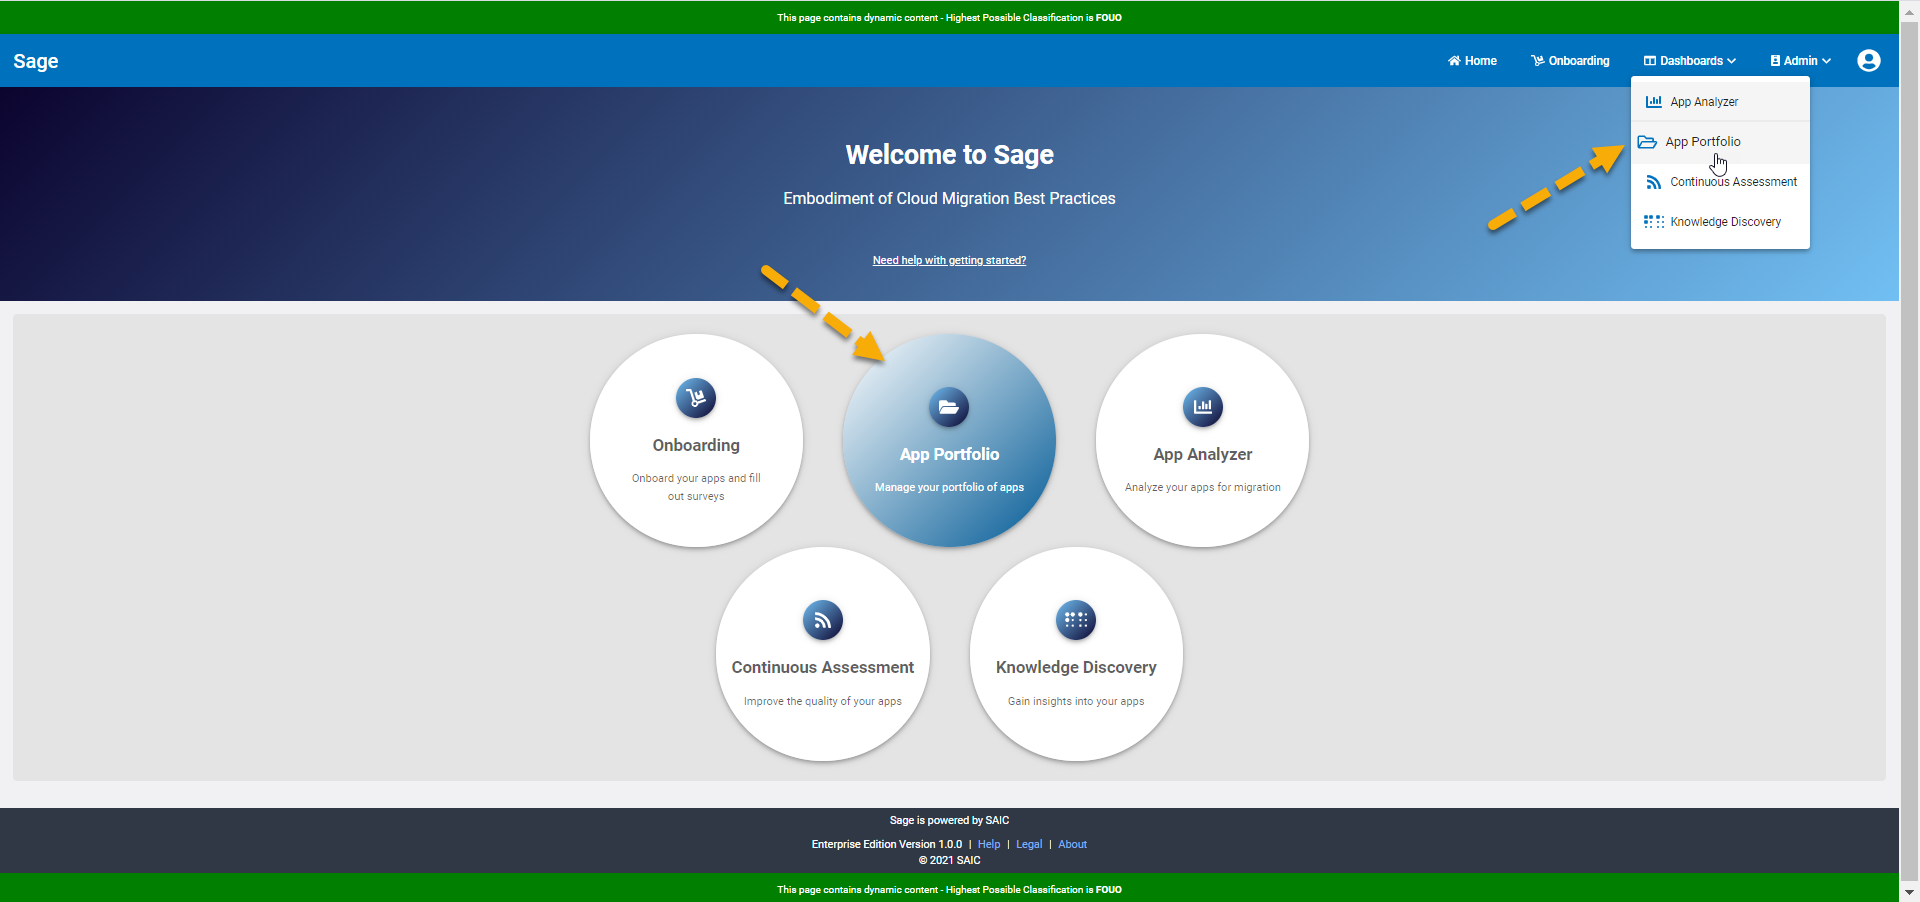 This page contains dynamic content - Highest Possible Classification is FOUO
Sage
Home
Onboarding
Dashboards
Admin
App Analyzer
App Portfolio
Continuous Assessment
Knowledge Discovery
Welcome to Sage
Embodiment of Cloud Migration Best Practices
Need help with getting started?
Onboarding
Onboard your apps and fill
out surveys
App Portfolio
Manage your portfolio of apps
App Analyzer
Analyze your apps for migration
Continuous Assessment
Improve the quality of your apps
Knowledge Discovery
Gain insights into your apps
Sage is powered by SAIC
Enterprise Edition Version 1.0.0 | Help | Legal | About
© 2021 SAIC
This page contains dynamic content - Highest Possible Classification is FOUO